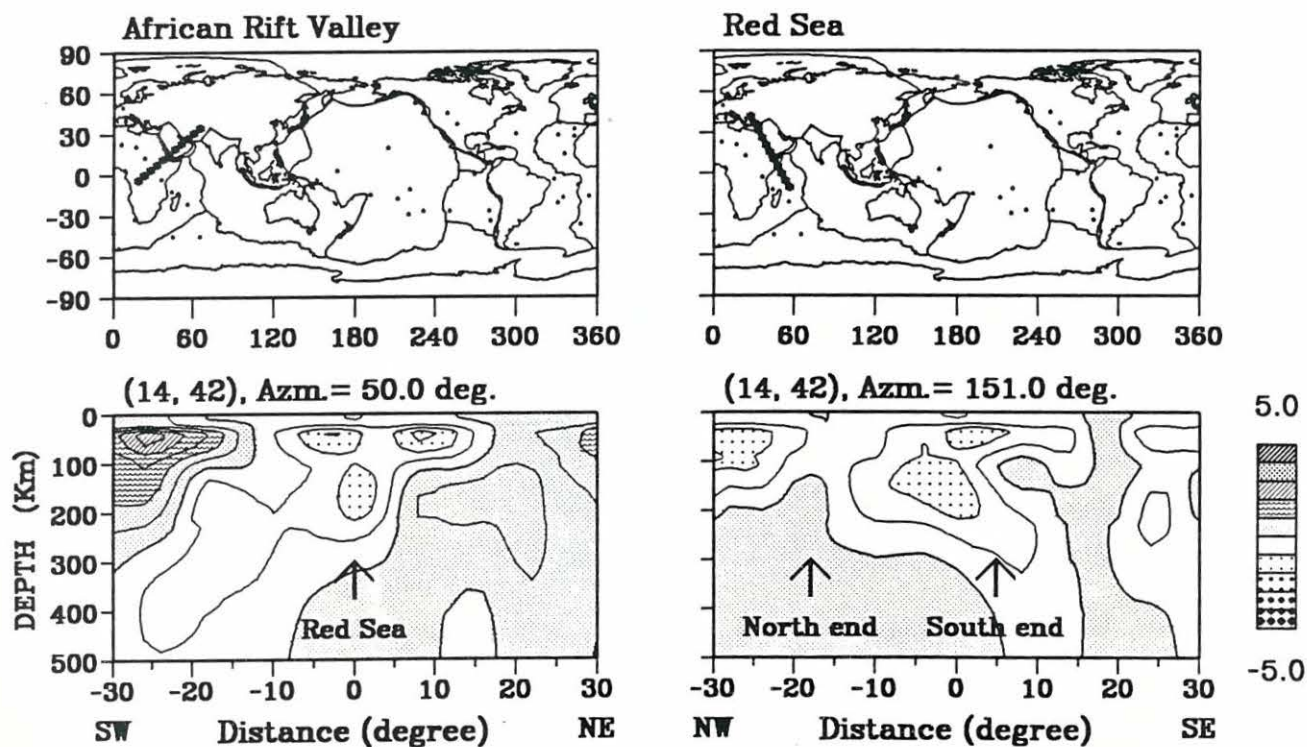 African Rift Valley
Red Sea
90
60
30
0
-30
-60
-90
0 60 120 180 240 300 360
0 60 120 180 240 300 360
(14, 42), Azm.= 50.0 deg.
(14, 42), Azm.= 151.0 deg.
0
100
200
300
400
500
DEPTH (Km)
Red Sea
North end
South end
5.0
-5.0
-30 -20 -10 0 10 20 30
-30 -20 -10 0 10 20 30
SW Distance (degree) NE
NW Distance (degree) SE